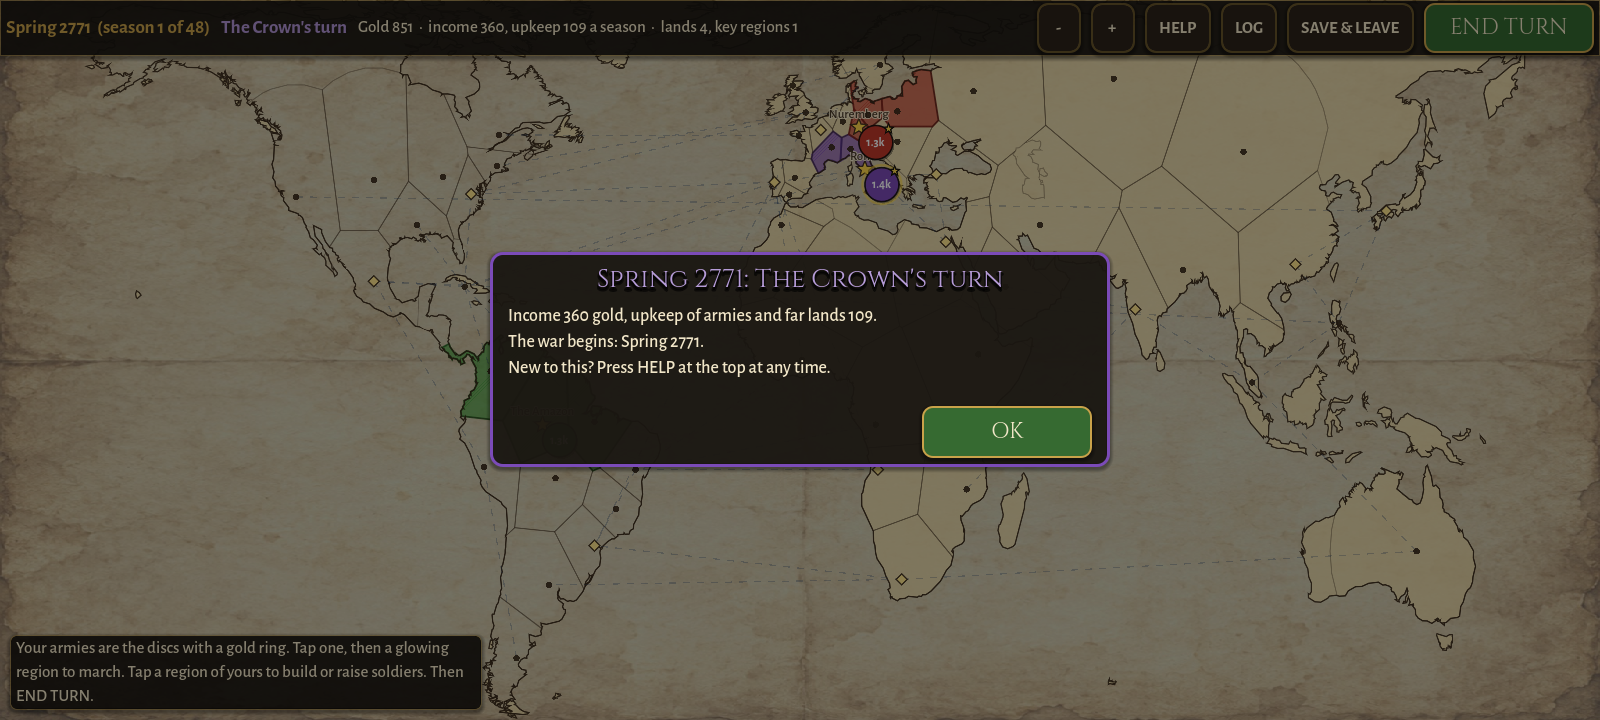 Spring 2771 (season 1 of 48) The Crown's turn Gold 851 · income 360, upkeep 109 a season · lands 4, key regions 1
- + HELP LOG SAVE & LEAVE END TURN
Nuremberg
1.3k
1.4k
SPRING 2771: THE CROWN'S TURN
Income 360 gold, upkeep of armies and far lands 109.
The war begins: Spring 2771.
New to this? Press HELP at the top at any time.
OK
Your armies are the discs with a gold ring. Tap one, then a glowing
region to march. Tap a region of yours to build or raise soldiers. Then
END TURN.